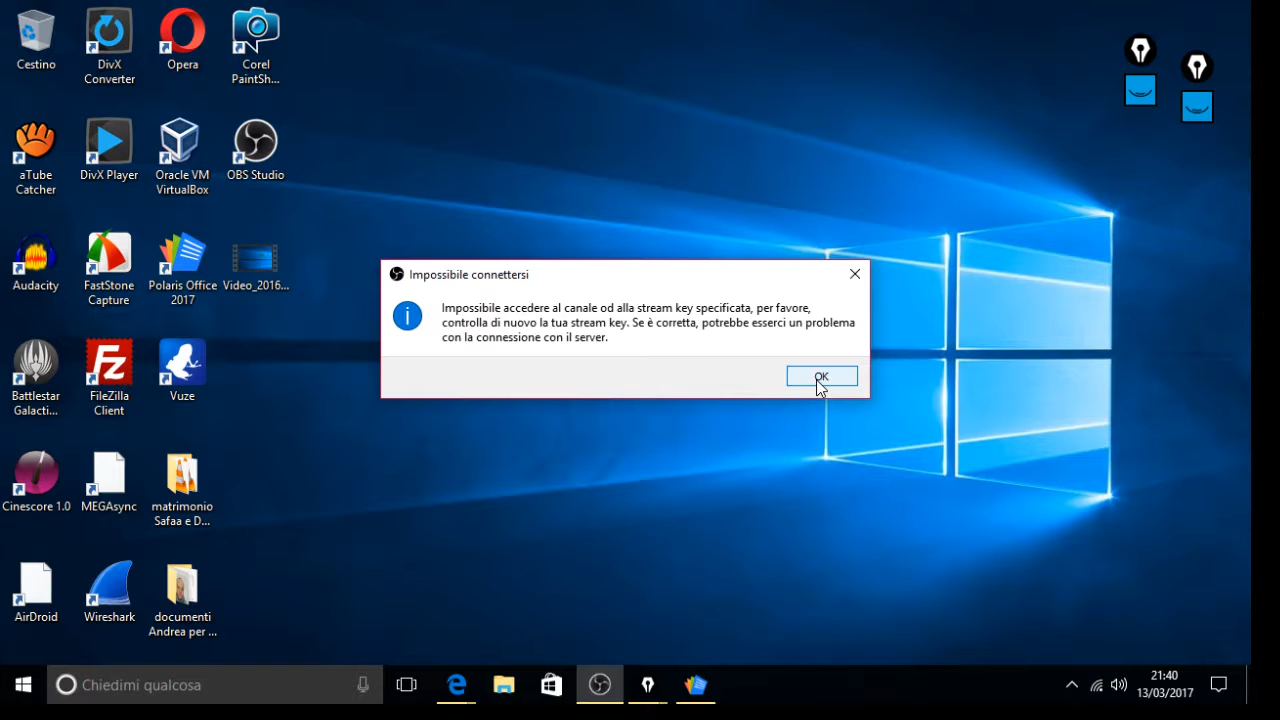 Cestino
DivX
Converter
Opera
Corel
PaintSh...
aTube
Catcher
DivX Player
Oracle VM
VirtualBox
OBS Studio
Audacity
FastStone
Capture
Polaris Office
2017
Video_2016...
Impossibile connettersi
Impossibile accedere al canale od alla stream key specificata, per favore,
controlla di nuovo la tua stream key. Se è corretta, potrebbe esserci un problema
con la connessione con il server.
OK
Battlestar
Galacti...
FileZilla
Client
Vuze
Cinescore 1.0
MEGAsync
matrimonio
Safaa e D...
AirDroid
Wireshark
documenti
Andrea per ...
Chiedimi qualcosa
21:40
13/03/2017